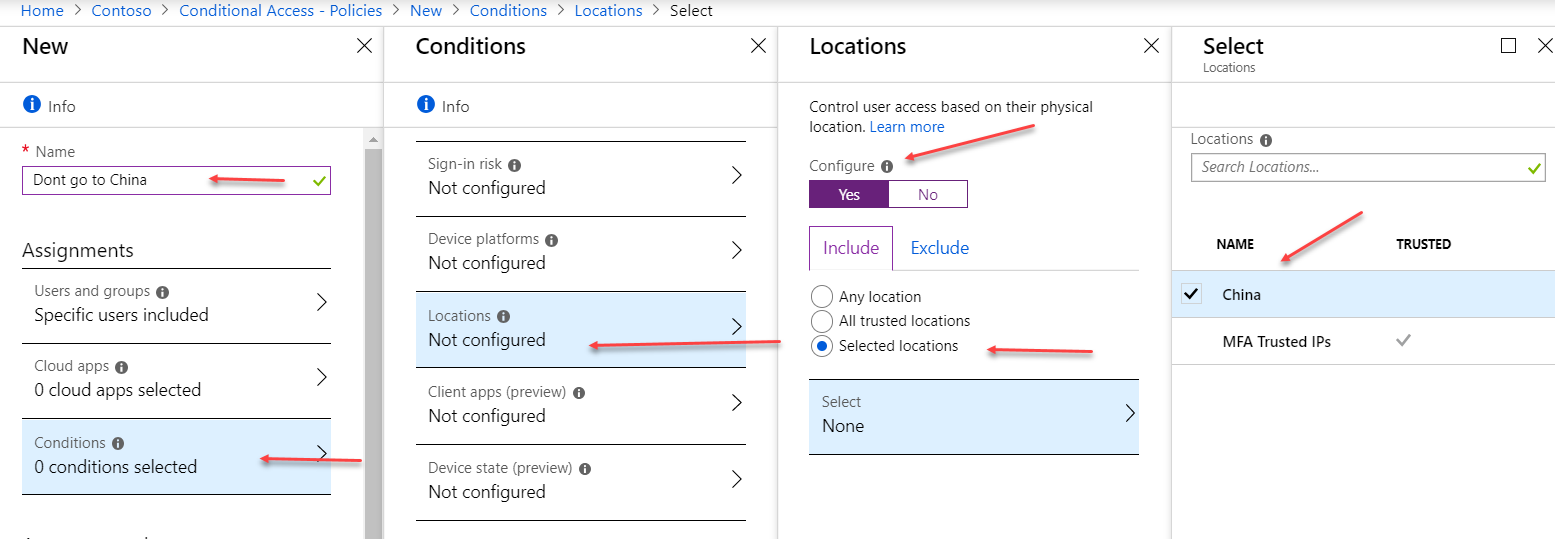 Home > Contoso > Conditional Access - Policies > New > Conditions > Locations > Select
New
Info
* Name
Dont go to China
Assignments
Users and groups
Specific users included
Cloud apps
0 cloud apps selected
Conditions
0 conditions selected
Conditions
Info
Sign-in risk
Not configured
Device platforms
Not configured
Locations
Not configured
Client apps (preview)
Not configured
Device state (preview)
Not configured
Locations
Control user access based on their physical
location. Learn more
Configure
Yes No
Include Exclude
Any location
All trusted locations
Selected locations
Select
None
Select
Locations
Locations
Search Locations...
NAME TRUSTED
China
MFA Trusted IPs